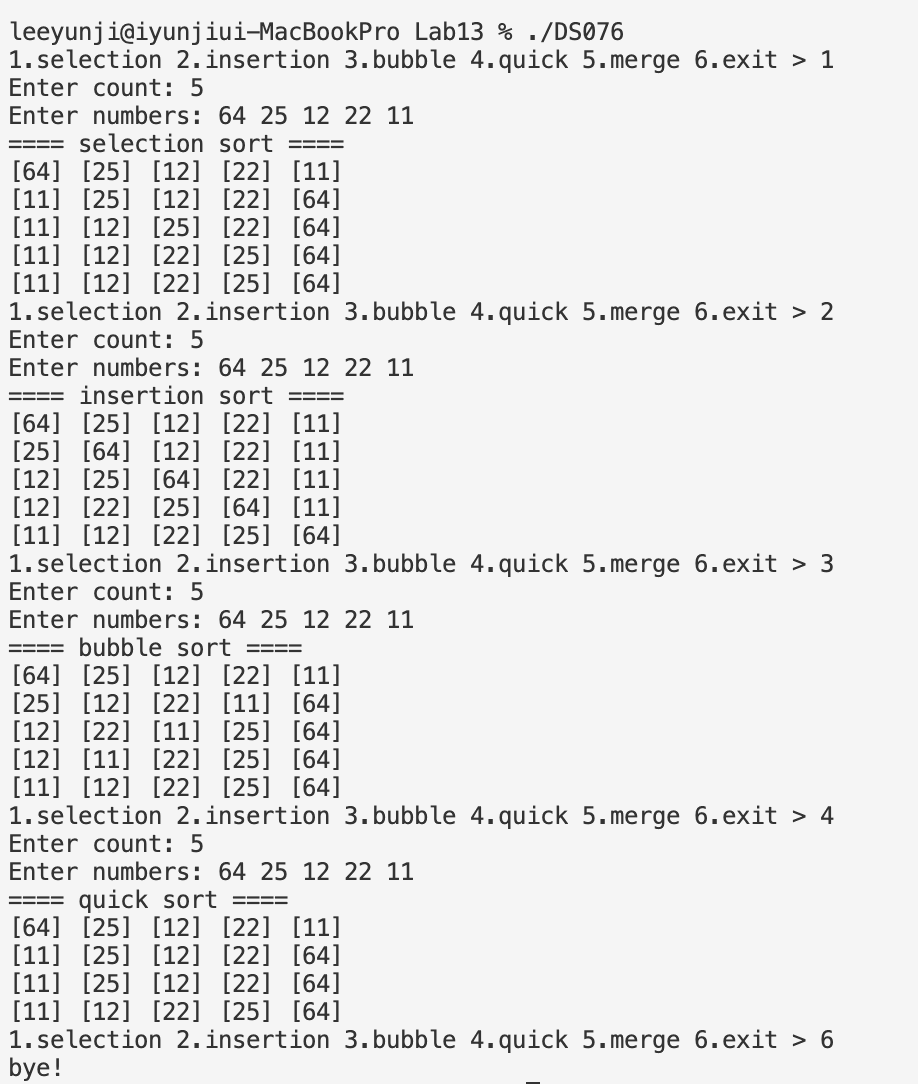 leeyunji@iyunjiui-MacBookPro Lab13 % ./DS076
1.selection 2.insertion 3.bubble 4.quick 5.merge 6.exit > 1
Enter count: 5
Enter numbers: 64 25 12 22 11
==== selection sort ====
[64] [25] [12] [22] [11]
[11] [25] [12] [22] [64]
[11] [12] [25] [22] [64]
[11] [12] [22] [25] [64]
[11] [12] [22] [25] [64]
1.selection 2.insertion 3.bubble 4.quick 5.merge 6.exit > 2
Enter count: 5
Enter numbers: 64 25 12 22 11
==== insertion sort ====
[64] [25] [12] [22] [11]
[25] [64] [12] [22] [11]
[12] [25] [64] [22] [11]
[12] [22] [25] [64] [11]
[11] [12] [22] [25] [64]
1.selection 2.insertion 3.bubble 4.quick 5.merge 6.exit > 3
Enter count: 5
Enter numbers: 64 25 12 22 11
==== bubble sort ====
[64] [25] [12] [22] [11]
[25] [12] [22] [11] [64]
[12] [22] [11] [25] [64]
[12] [11] [22] [25] [64]
[11] [12] [22] [25] [64]
1.selection 2.insertion 3.bubble 4.quick 5.merge 6.exit > 4
Enter count: 5
Enter numbers: 64 25 12 22 11
==== quick sort ====
[64] [25] [12] [22] [11]
[11] [25] [12] [22] [64]
[11] [25] [12] [22] [64]
[11] [12] [22] [25] [64]
1.selection 2.insertion 3.bubble 4.quick 5.merge 6.exit > 6
bye!